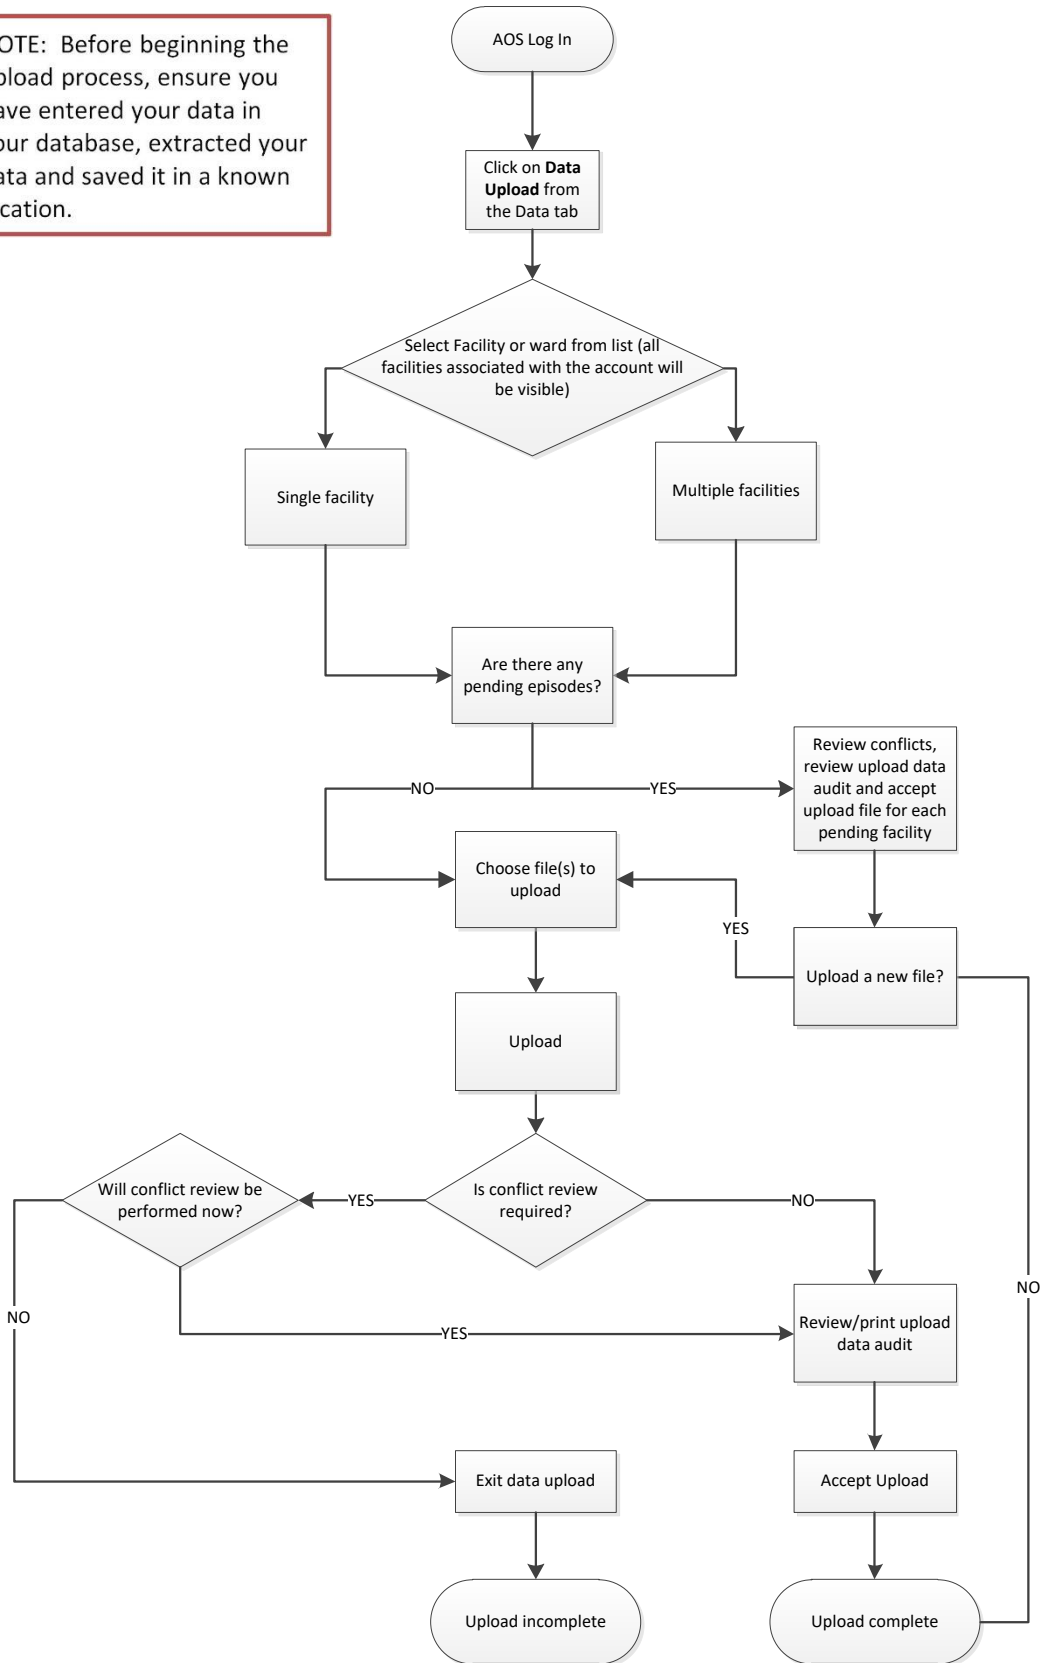 OTE: Before beginning the
pload process, ensure you
ave entered your data in
our database, extracted your
ata and saved it in a known
cation.
AOS Log In
Click on Data
Upload from
the Data tab
Select Facility or ward from list (all
facilities associated with the account will
be visible)
Single facility
Multiple facilities
Are there any
pending episodes?
Review conflicts,
review upload data
audit and accept
upload file for each
pending facility
NO
YES
Choose file(s) to
upload
YES
Upload a new file?
Upload
Will conflict review be
performed now?
YES
Is conflict review
required?
NO
NO
NO
YES
Review/print upload
data audit
Exit data upload
Accept Upload
Upload incomplete
Upload complete